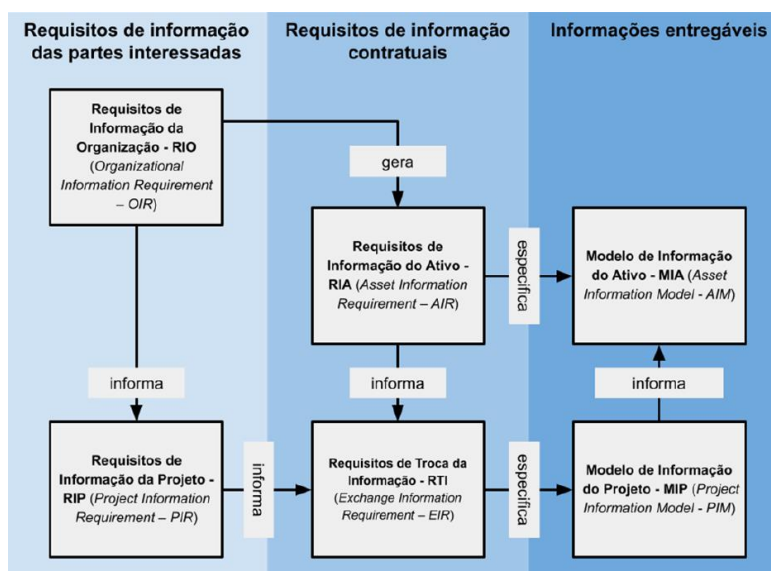 Requisitos de informação
das partes interessadas
Requisitos de informação
contratuais
Informações entregáveis
Requisitos de
Informação da
Organização - RIO
(Organizational
Information Requirement
– OIR)
gera
Requisitos de
Informação do Ativo -
RIA (Asset Information
Requirement – AIR)
especifica
Modelo de Informação
do Ativo - MIA (Asset
Information Model - AIM)
informa
informa
informa
Requisitos de
Informação da Projeto -
RIP (Project Information
Requirement – PIR)
informa
Requisitos de Troca da
Informação - RTI
(Exchange Information
Requirement – EIR)
especifica
Modelo de Informação
do Projeto - MIP (Project
Information Model - PIM)